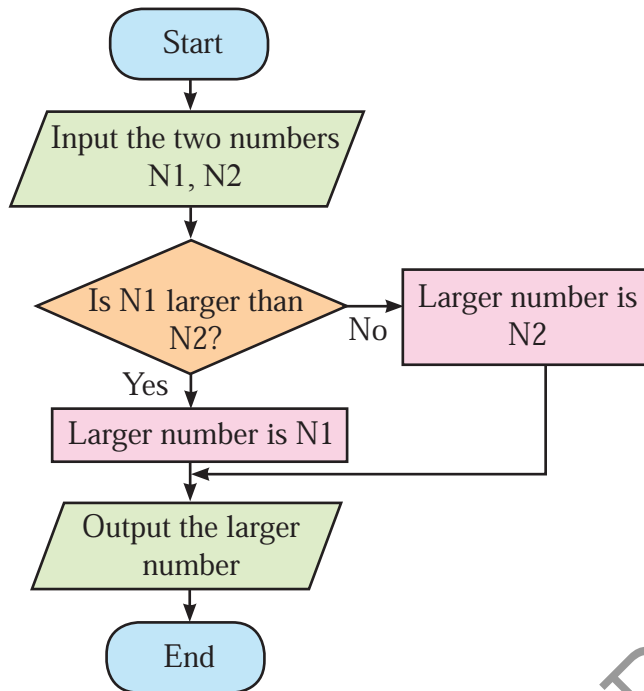 Start
Input the two numbers
N1, N2
Is N1 larger than
N2?
No
Larger number is
N2
Yes
Larger number is N1
Output the larger
number
End